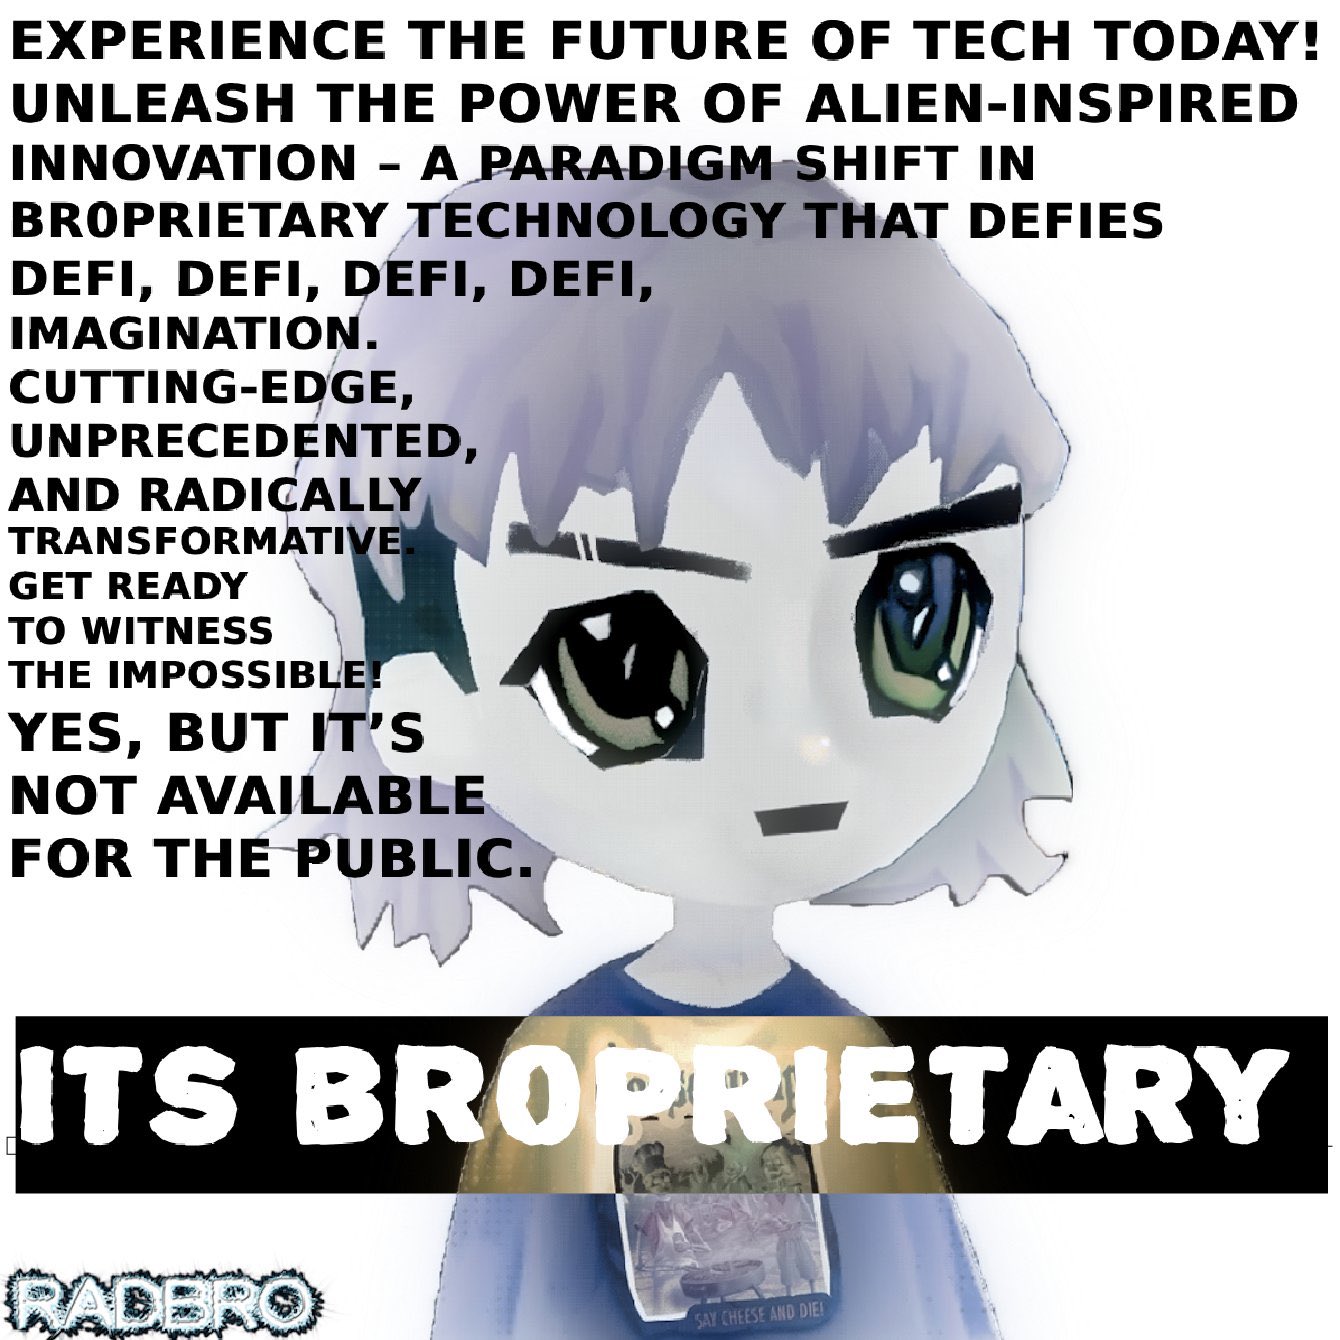 EXPERIENCE THE FUTURE OF TECH TODAY!
UNLEASH THE POWER OF ALIEN-INSPIRED
INNOVATION – A PARADIGM SHIFT IN
BR0PRIETARY TECHNOLOGY THAT DEFIES
DEFI, DEFI, DEFI, DEFI,
IMAGINATION.
CUTTING-EDGE,
UNPRECEDENTED,
AND RADICALLY
TRANSFORMATIVE.
GET READY
TO WITNESS
THE IMPOSSIBLE!
YES, BUT IT’S
NOT AVAILABLE
FOR THE PUBLIC.
ITS BR0PRIETARY
SAY CHEESE AND DIE!
RADBRO